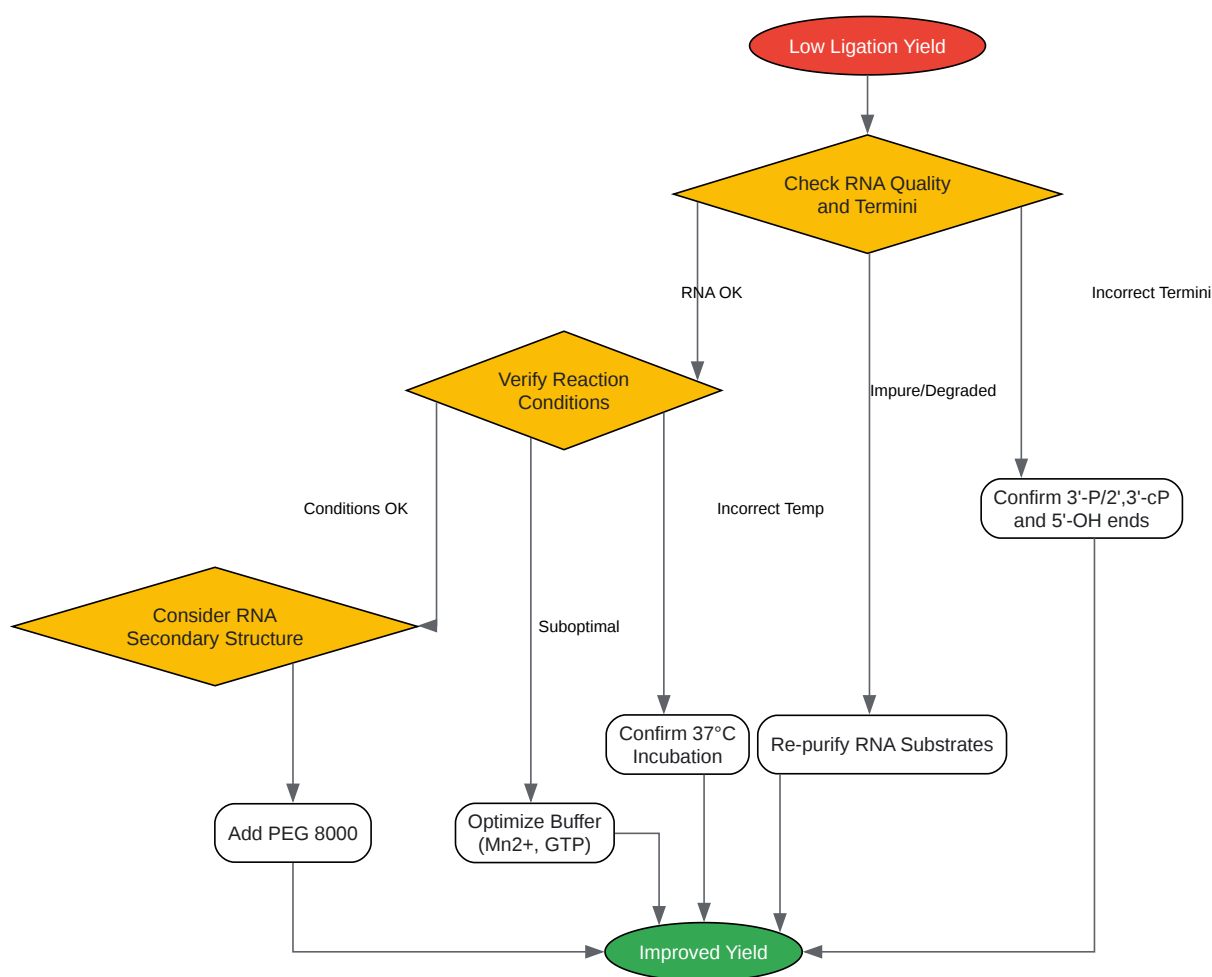 Low Ligation Yield
Check RNA Quality
and Termini
RNA OK
Incorrect Termini
Verify Reaction
Conditions
Impure/Degraded
Conditions OK
Incorrect Temp
Confirm 3'-P/2',3'-cP
and 5'-OH ends
Consider RNA
Secondary Structure
Suboptimal
Confirm 37°C
Incubation
Re-purify RNA Substrates
Add PEG 8000
Optimize Buffer
(Mn2+, GTP)
Improved Yield